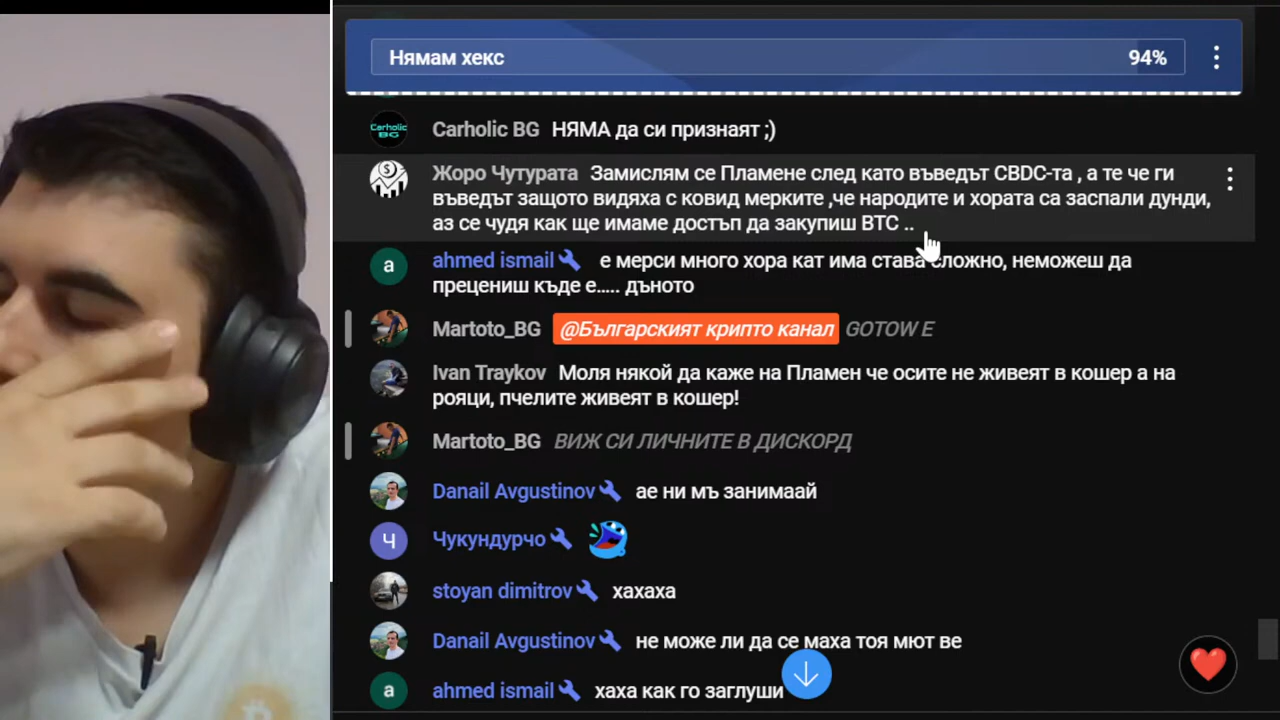 Нямам хекс 94%
Carholic BG НЯМА да си признаят ;)
Жоро Чутурата Замислям се Пламене след като въведът CBDC-та , а те че ги
въведът защото видяха с ковид мерките ,че народите и хората са заспали дунди,
аз се чудя как ще имаме достъп да закупиш BTC ..
ahmed ismail е мерси много хора кат има става сложно, неможеш да
прецениш къде е..... дъното
Martoto_BG @Българският крипто канал GOTOW E
Ivan Traykov Моля някой да каже на Пламен че осите не живеят в кошер а на
рояци, пчелите живеят в кошер!
Martoto_BG ВИЖ СИ ЛИЧНИТЕ В ДИСКОРД
Danail Avgustinov ае ни мъ занимаай
Чукундурчо
stoyan dimitrov хахаха
Danail Avgustinov не може ли да се маха тоя мют ве
ahmed ismail хаха как го заглуши